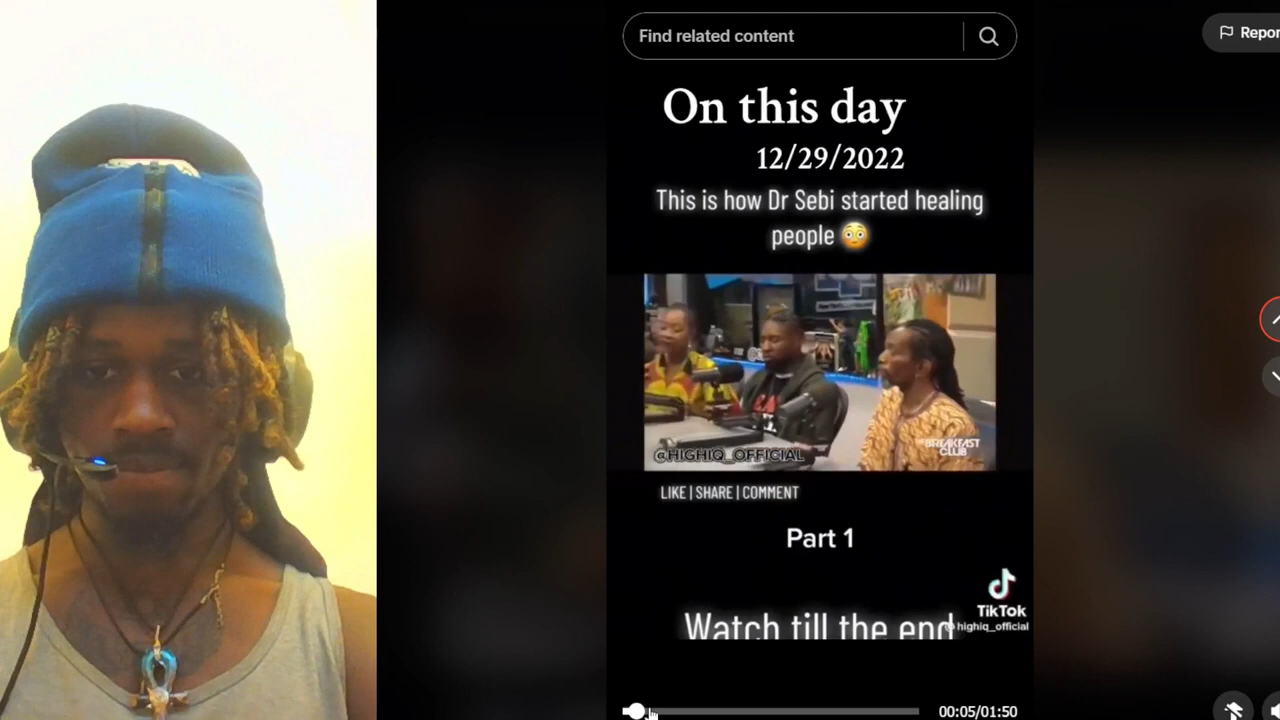 Find related content
Repor
On this day
12/29/2022
This is how Dr Sebi started healing
people 😳
BREAKFAST
CLUB
@HIGHIQ_OFFICIAL
LIKE | SHARE | COMMENT
Part 1
TikTok
Watch till the end
highiq_official
00:05/01:50